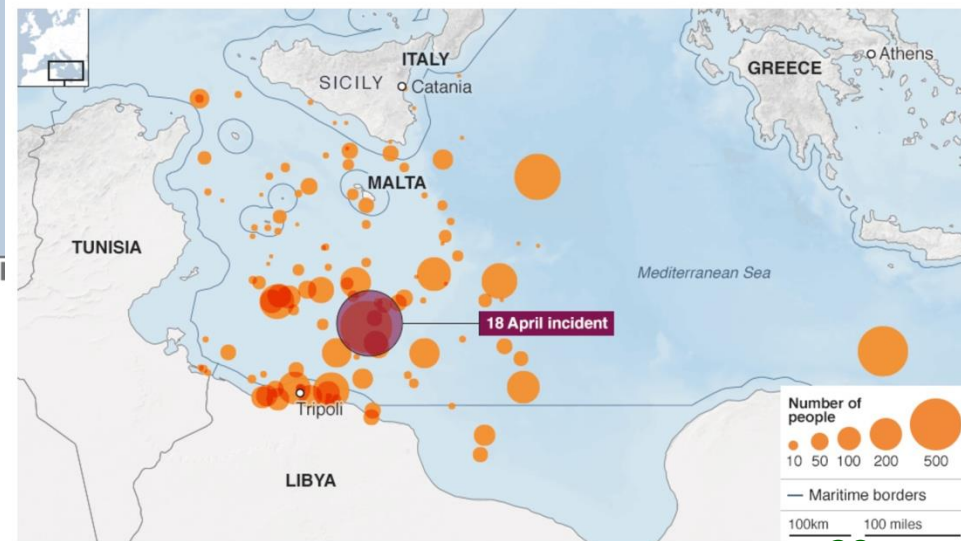 ITALY
SICILY
Catania
GREECE
Athens
MALTA
TUNISIA
Mediterranean Sea
18 April incident
Tripoli
LIBYA
Number of
people
10 50 100 200 500
Maritime borders
100km 100 miles